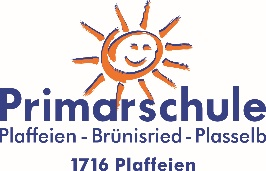 Primarschule
Plaffeien - Brünisried - Plasselb
1716 Plaffeien